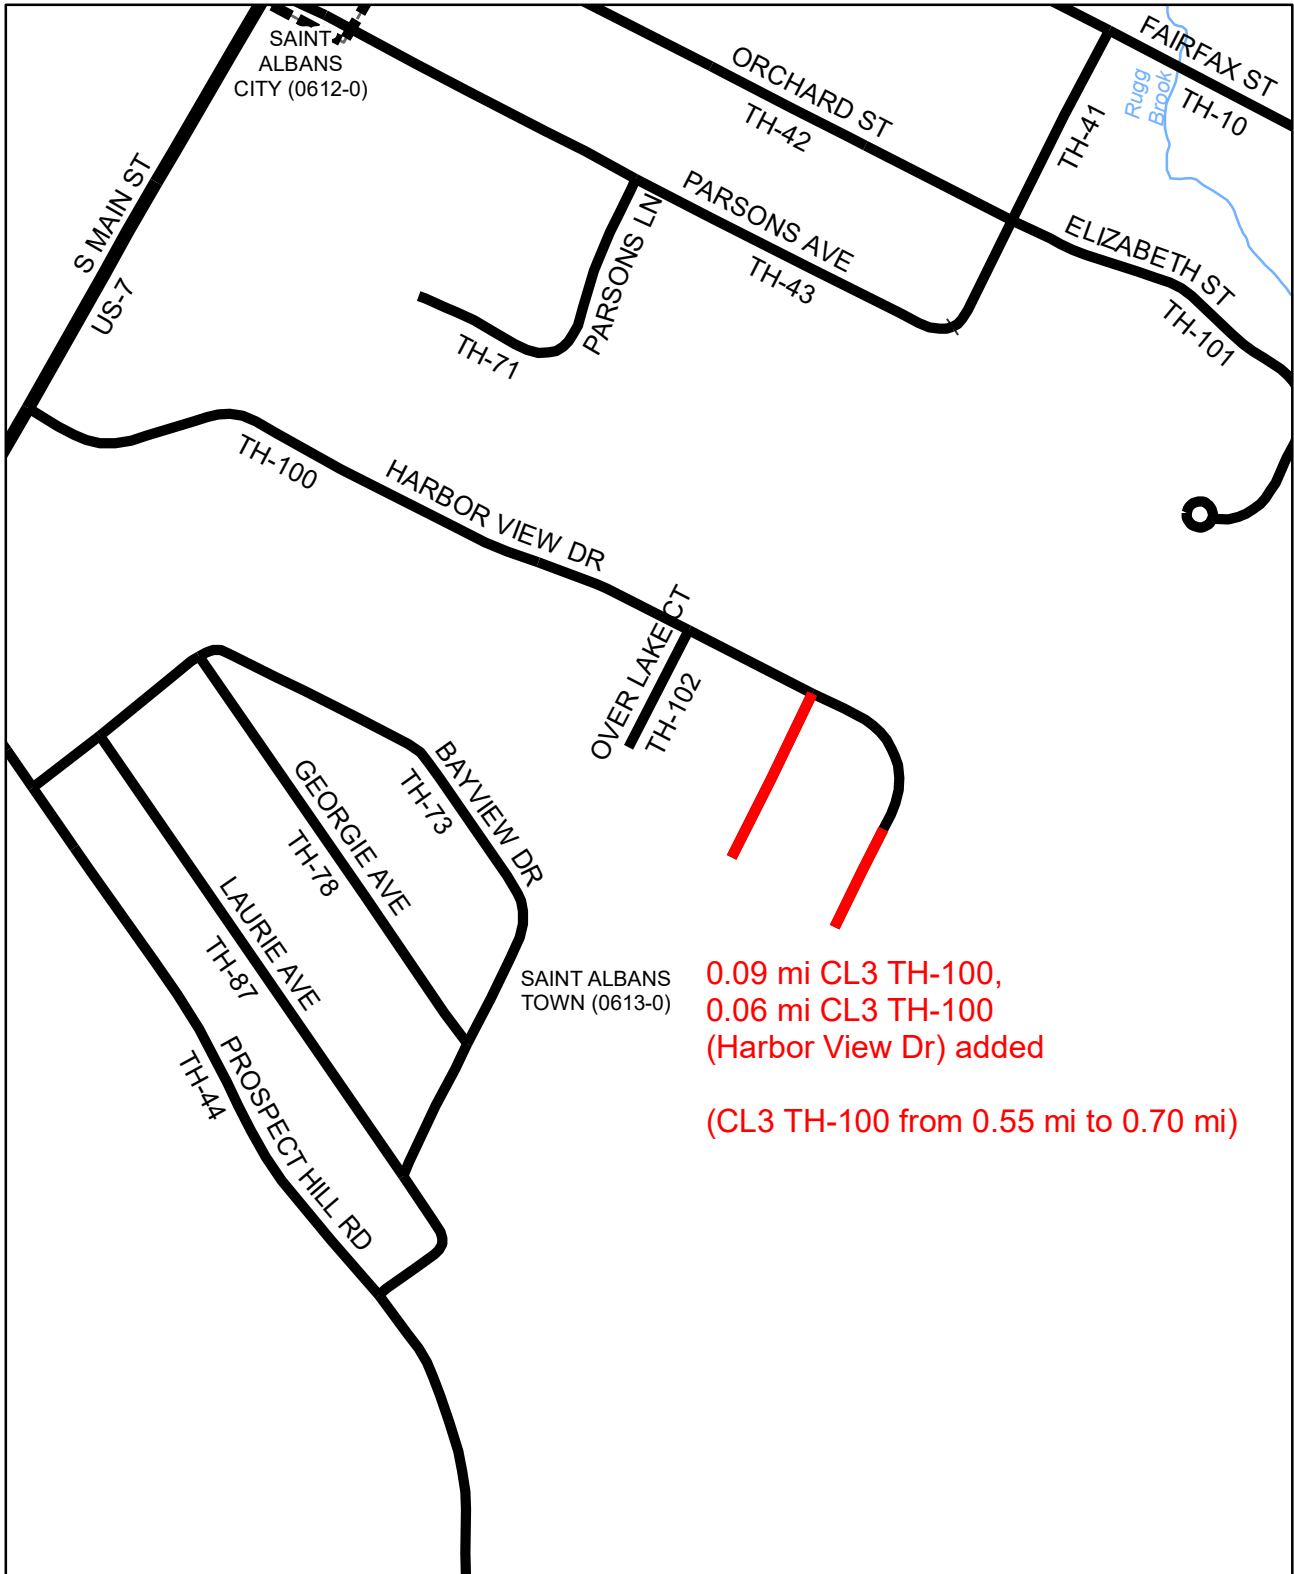 SAINT
ALBANS
CITY (0612-0)
FAIRFAX ST
TH-10
Rugg
Brook
ORCHARD ST
TH-42
TH-41
S MAIN ST
US-7
PARSONS AVE
TH-43
PARSONS LN
TH-71
ELIZABETH ST
TH-101
TH-100
HARBOR VIEW DR
OVER LAKE CT
TH-102
BAYVIEW DR
TH-73
GEORGIE AVE
TH-78
LAURIE AVE
TH-87
SAINT ALBANS
TOWN (0613-0)
0.09 mi CL3 TH-100,
0.06 mi CL3 TH-100
(Harbor View Dr) added
(CL3 TH-100 from 0.55 mi to 0.70 mi)
PROSPECT HILL RD
TH-44